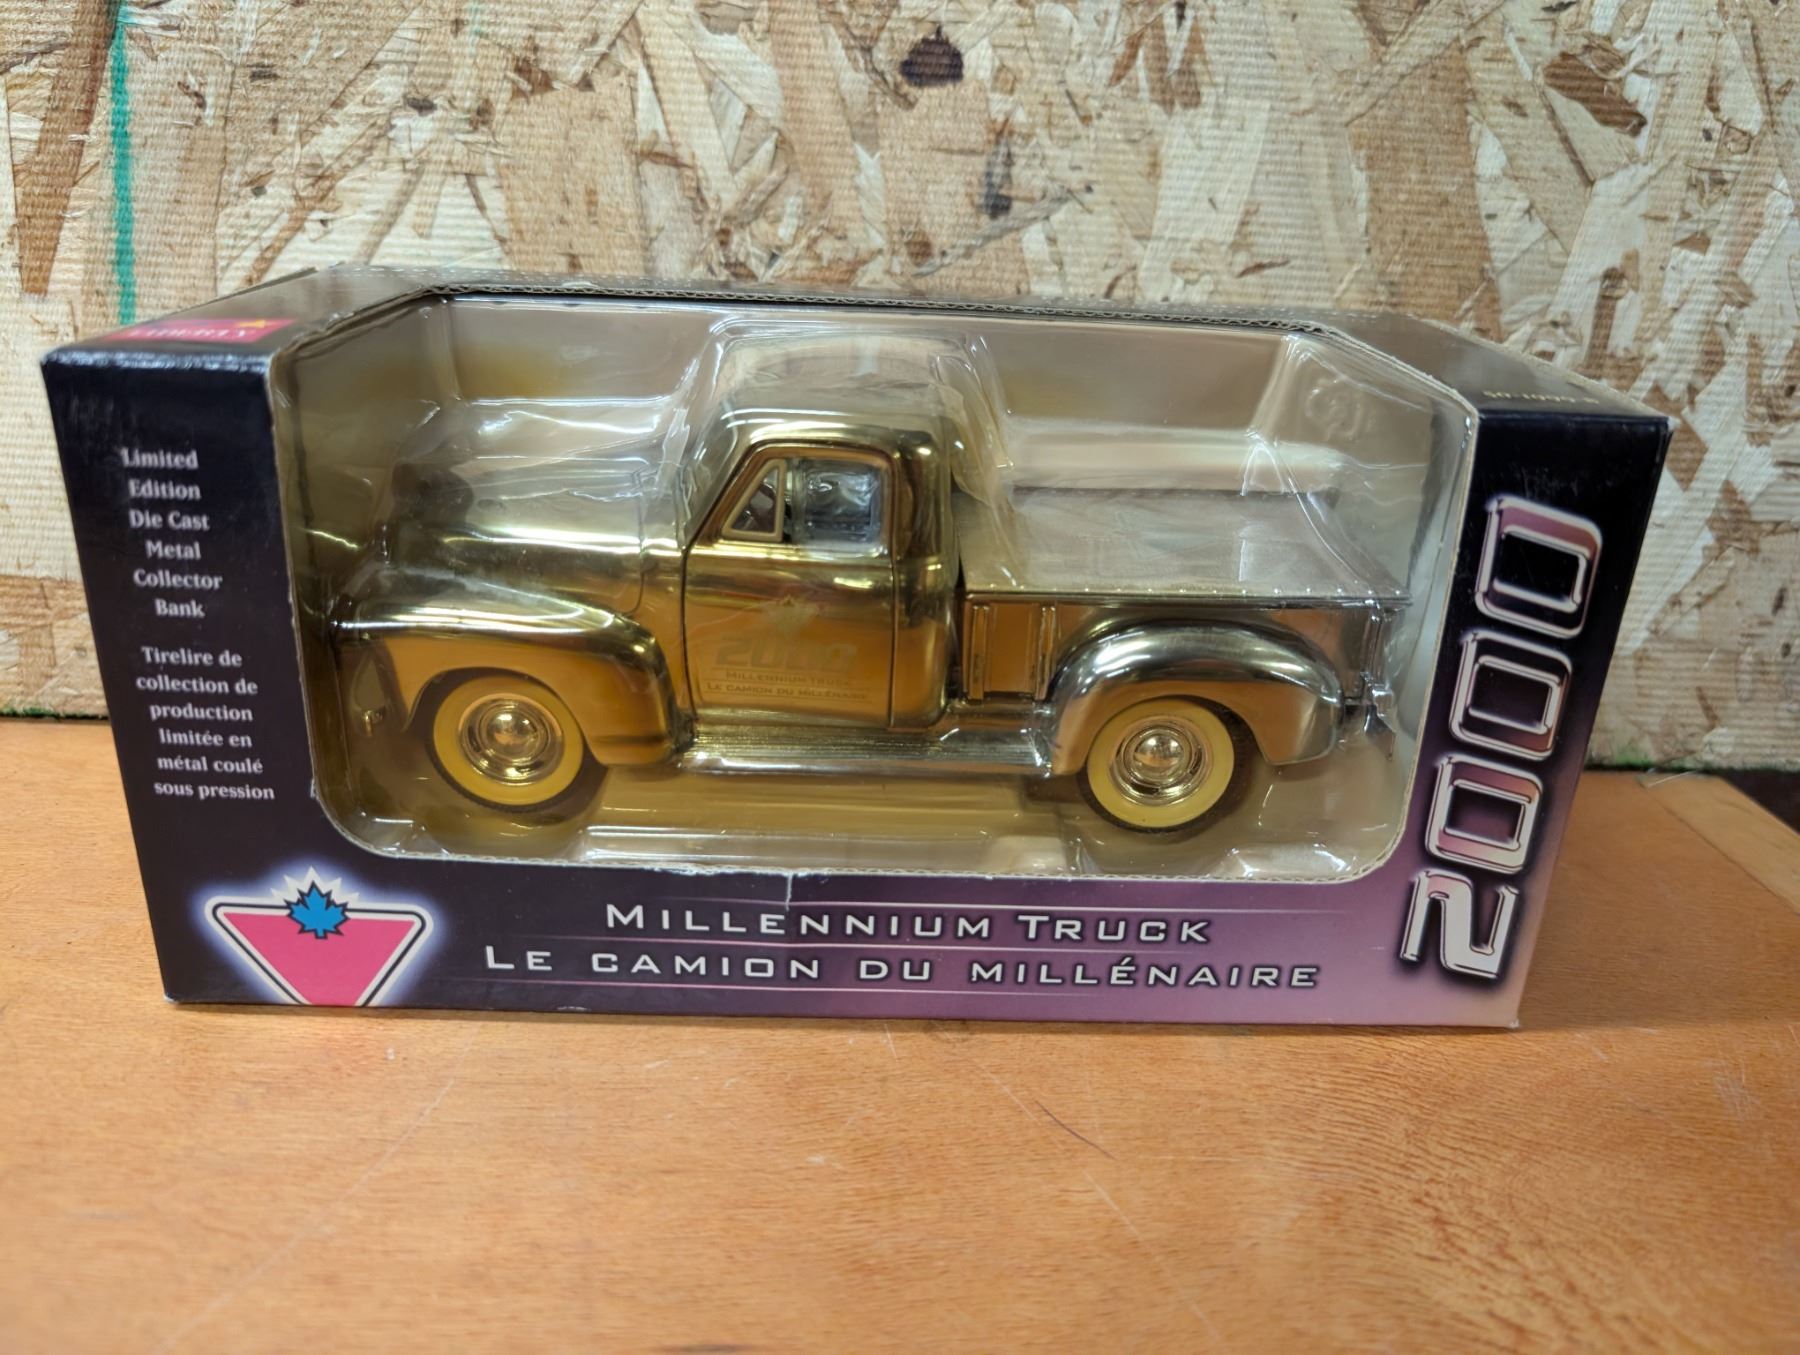 LIBERTY
Limited
Edition
Die Cast
Metal
Collector
Bank
Tirelire de
collection de
production
limitée en
métal coulé
sous pression
2000
MILLENNIUM TRUCK
LE CAMION DU MILLÉNAIRE
MILLENNIUM TRUCK
LE CAMION DU MILLÉNAIRE
2000